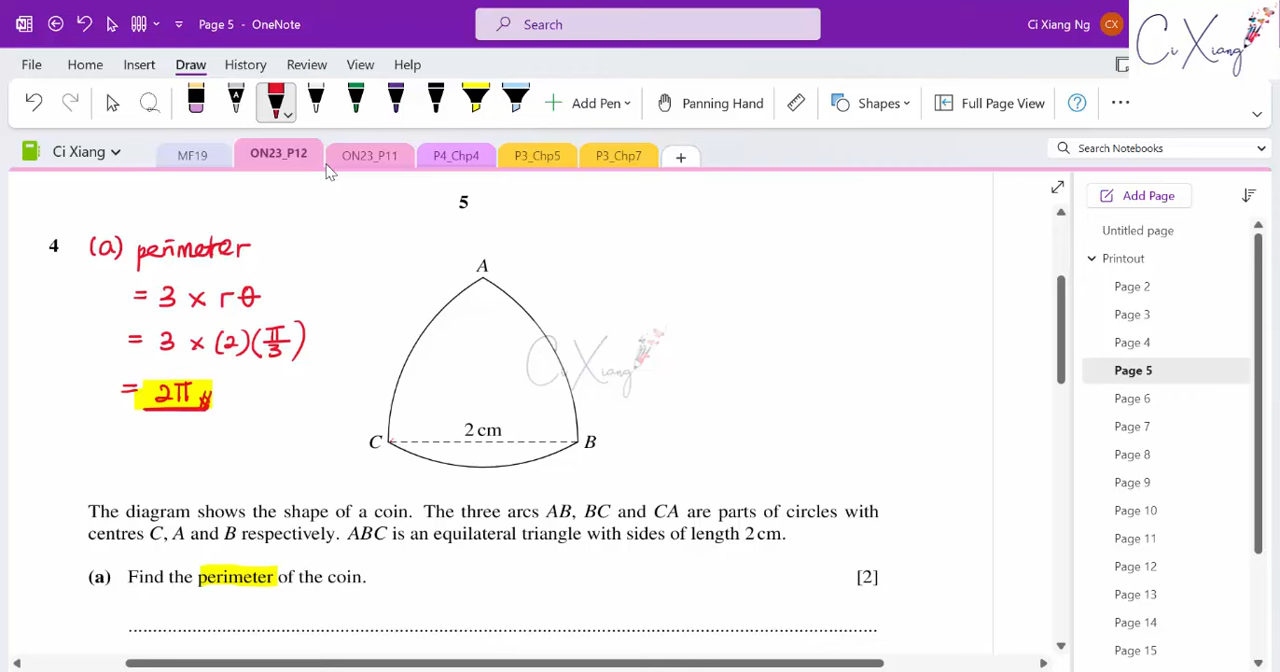 Page 5 - OneNote
Search
Ci Xiang Ng
CX
Ci Xiang
File Home Insert Draw History Review View Help
Add Pen
Panning Hand
Shapes
Full Page View
Ci Xiang
MF19
ON23_P12
ON23_P11
P4_Chp4
P3_Chp5
P3_Chp7
Search Notebooks
Add Page
Untitled page
Printout
Page 2
Page 3
Page 4
Page 5
Page 6
Page 7
Page 8
Page 9
Page 10
Page 11
Page 12
Page 13
Page 14
Page 15
5
4
(a) perimeter
= 3 × rθ
= 3 × (2)(π/3)
= 2π
A
Ci Xiang
2 cm
C
B
The diagram shows the shape of a coin. The three arcs AB, BC and CA are parts of circles with
centres C, A and B respectively. ABC is an equilateral triangle with sides of length 2 cm.
(a) Find the perimeter of the coin. [2]